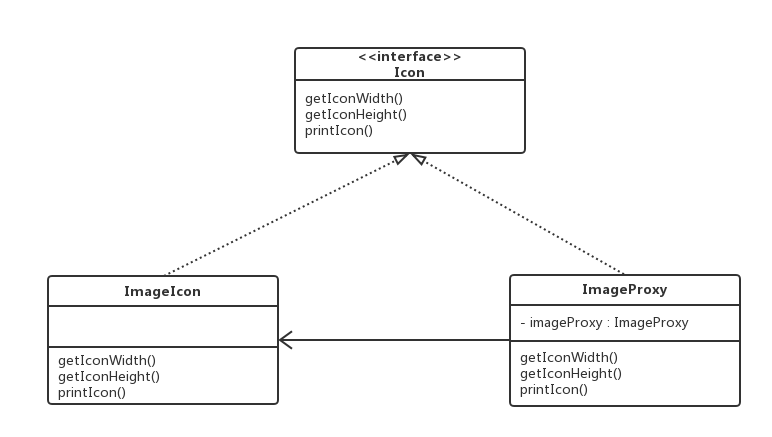 <<interface>>
Icon
getIconWidth()
getIconHeight()
printIcon()
ImageIcon
getIconWidth()
getIconHeight()
printIcon()
ImageProxy
- imageProxy : ImageProxy
getIconWidth()
getIconHeight()
printIcon()